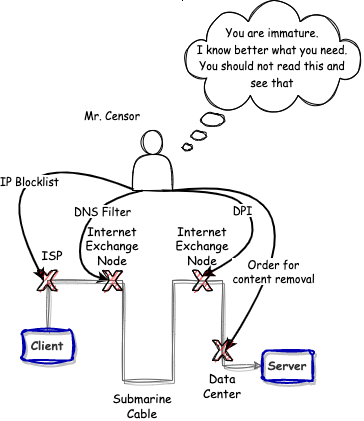 You are immature.
I know better what you need.
You should not read this and
see that
Mr. Censor
IP Blocklist
DNS Filter
DPI
ISP
Internet
Exchange
Node
Internet
Exchange
Node
Order for
content removal
Client
Server
Data
Center
Submarine
Cable